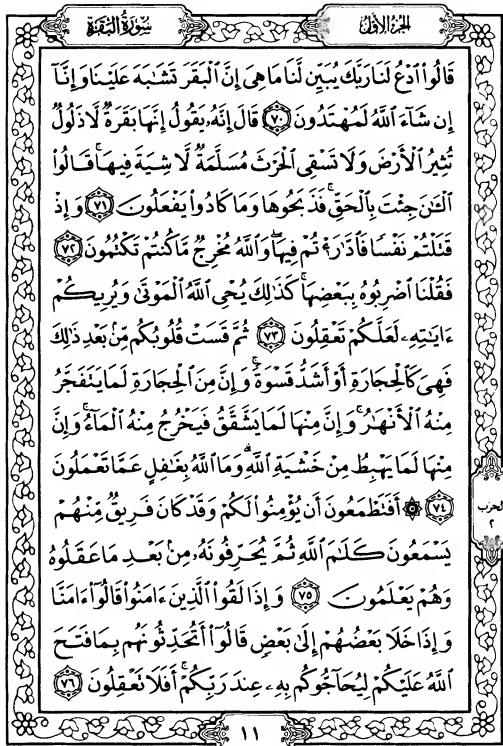 الجزء الأول
سورة البقرة
قَالُوا۟ ٱدْعُ لَنَا رَبَّكَ يُبَيِّن لَّنَا مَا هِىَ إِنَّ ٱلْبَقَرَ تَشَـٰبَهَ عَلَيْنَا وَإِنَّآ
إِن شَآءَ ٱللَّهُ لَمُهْتَدُونَ ٧٠ قَالَ إِنَّهُۥ يَقُولُ إِنَّهَا بَقَرَةٌ لَّا ذَلُولٌ
تُثِيرُ ٱلْأَرْضَ وَلَا تَسْقِى ٱلْحَرْثَ مُسَلَّمَةٌ لَّا شِيَةَ فِيهَا ۚ قَالُوا۟
ٱلْـَٔـٰنَ جِئْتَ بِٱلْحَقِّ ۚ فَذَبَحُوهَا وَمَا كَادُوا۟ يَفْعَلُونَ ٧١ وَإِذْ
قَتَلْتُمْ نَفْسًا فَٱدَّٰرَْٰٔتُمْ فِيهَا ۖ وَٱللَّهُ مُخْرِجٌ مَّا كُنتُمْ تَكْتُمُونَ ٧٢
فَقُلْنَا ٱضْرِبُوهُ بِبَعْضِهَا ۚ كَذَٰلِكَ يُحْىِ ٱللَّهُ ٱلْمَوْتَىٰ وَيُرِيكُمْ
ءَايَـٰتِهِۦ لَعَلَّكُمْ تَعْقِلُونَ ٧٣ ثُمَّ قَسَتْ قُلُوبُكُم مِّنۢ بَعْدِ ذَٰلِكَ
فَهِىَ كَٱلْحِجَارَةِ أَوْ أَشَدُّ قَسْوَةً ۚ وَإِنَّ مِنَ ٱلْحِجَارَةِ لَمَا يَتَفَجَّرُ
مِنْهُ ٱلْأَنْهَـٰرُ ۚ وَإِنَّ مِنْهَا لَمَا يَشَّقَّقُ فَيَخْرُجُ مِنْهُ ٱلْمَآءُ ۚ وَإِنَّ
مِنْهَا لَمَا يَهْبِطُ مِنْ خَشْيَةِ ٱللَّهِ ۗ وَمَا ٱللَّهُ بِغَـٰفِلٍ عَمَّا تَعْمَلُونَ
٧٤ ۞ أَفَتَطْمَعُونَ أَن يُؤْمِنُوا۟ لَكُمْ وَقَدْ كَانَ فَرِيقٌ مِّنْهُمْ
يَسْمَعُونَ كَلَـٰمَ ٱللَّهِ ثُمَّ يُحَرِّفُونَهُۥ مِنۢ بَعْدِ مَا عَقَلُوهُ
وَهُمْ يَعْلَمُونَ ٧٥ وَإِذَا لَقُوا۟ ٱلَّذِينَ ءَامَنُوا۟ قَالُوٓا۟ ءَامَنَّا
وَإِذَا خَلَا بَعْضُهُمْ إِلَىٰ بَعْضٍ قَالُوٓا۟ أَتُحَدِّثُونَهُم بِمَا فَتَحَ
ٱللَّهُ عَلَيْكُمْ لِيُحَآجُّوكُم بِهِۦ عِندَ رَبِّكُمْ ۚ أَفَلَا تَعْقِلُونَ ٧٦
الحزب
٢
١١